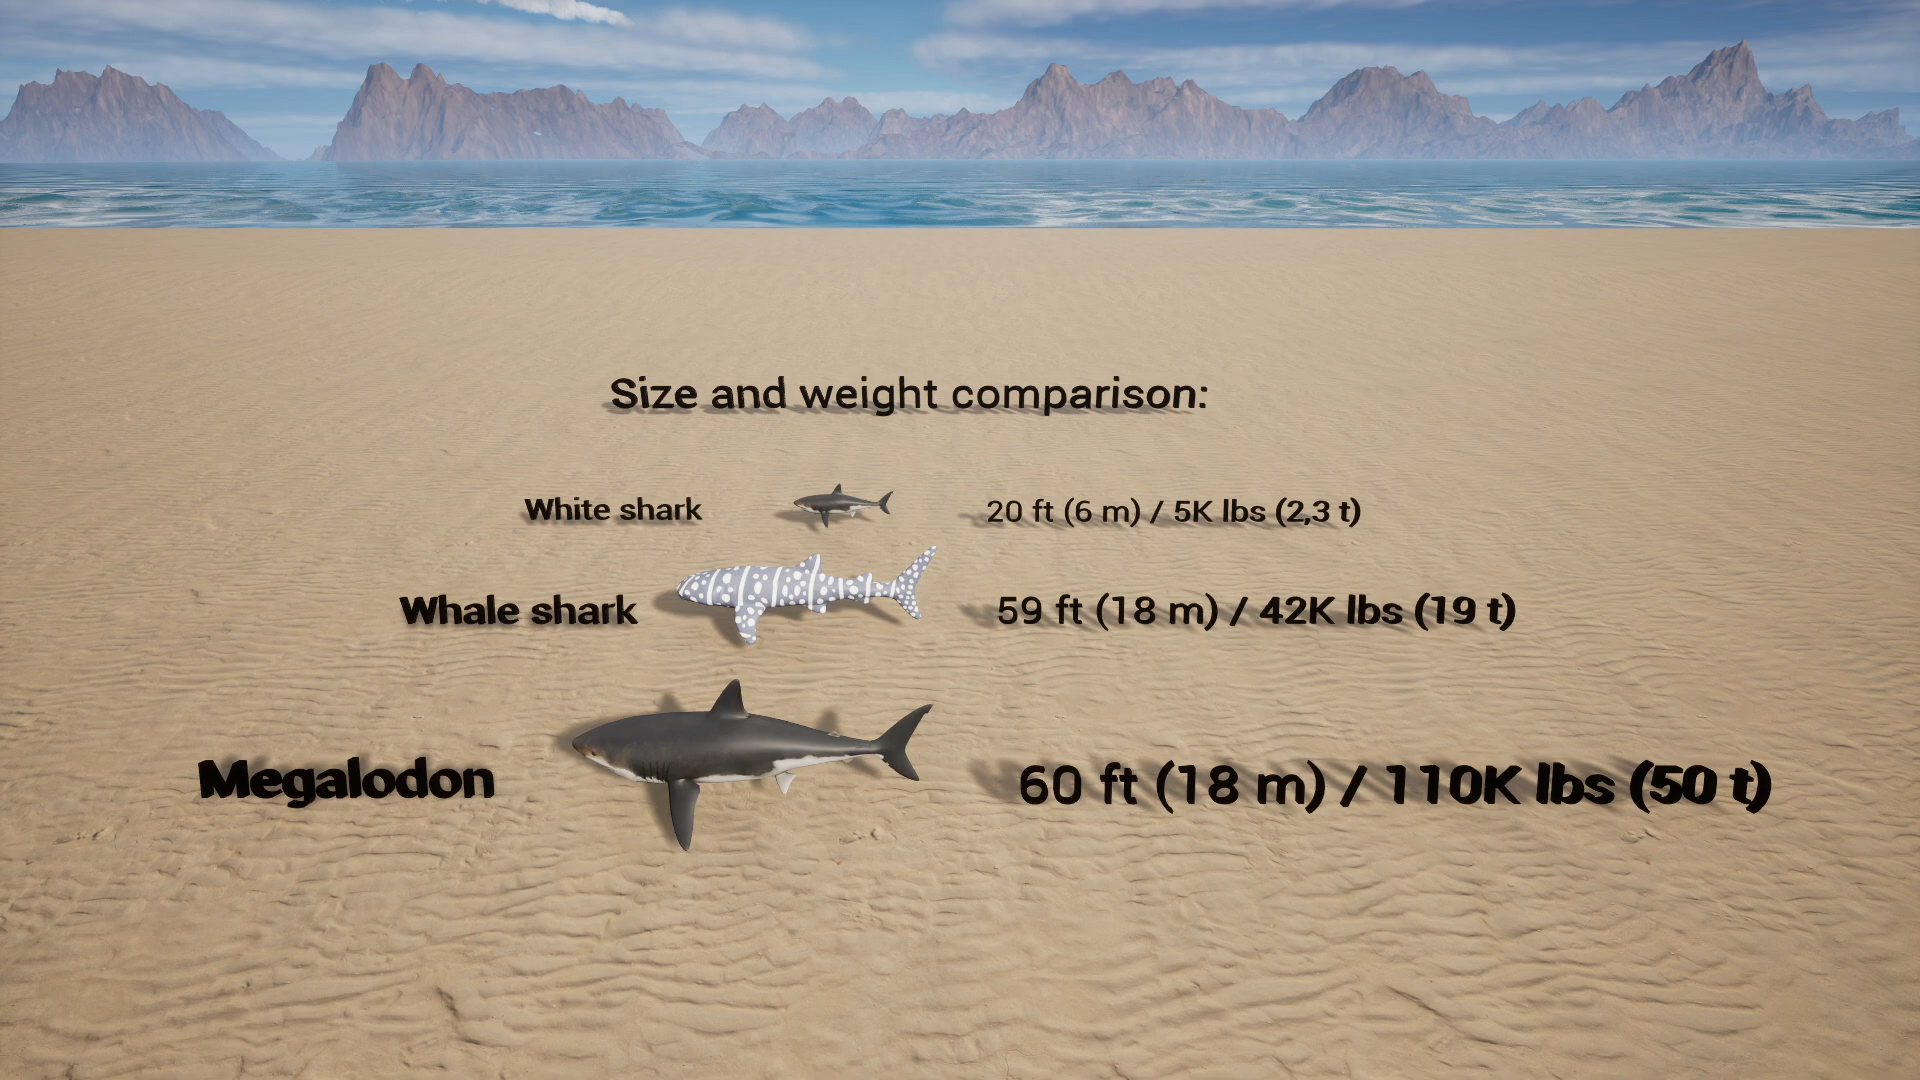 Size and weight comparison:
White shark 20 ft (6 m) / 5K lbs (2,3 t)
Whale shark 59 ft (18 m) / 42K lbs (19 t)
Megalodon 60 ft (18 m) / 110K lbs (50 t)